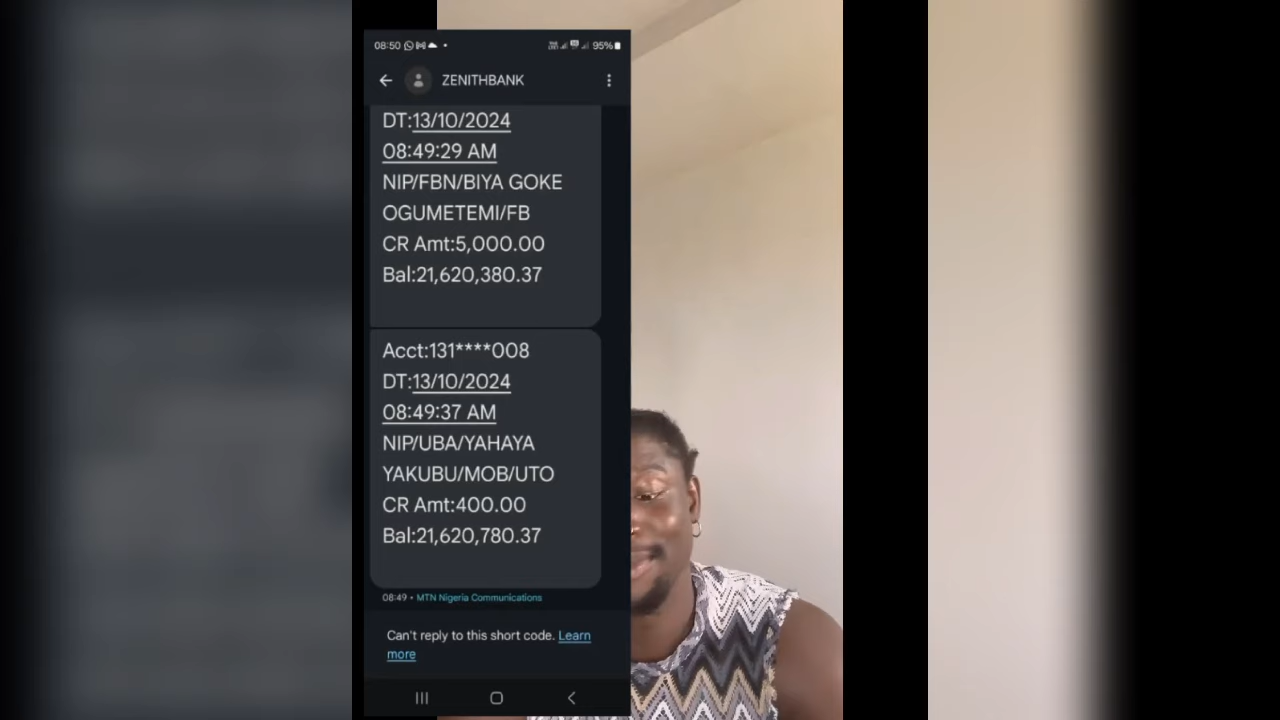 08:50
95%
ZENITHBANK
DT:13/10/2024
08:49:29 AM
NIP/FBN/BIYA GOKE
OGUMETEMI/FB
CR Amt:5,000.00
Bal:21,620,380.37
Acct:131****008
DT:13/10/2024
08:49:37 AM
NIP/UBA/YAHAYA
YAKUBU/MOB/UTO
CR Amt:400.00
Bal:21,620,780.37
08:49 • MTN Nigeria Communications
Can't reply to this short code. Learn
more